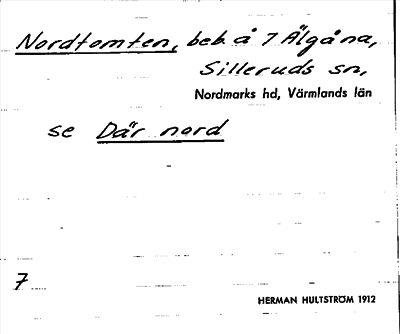 Nordtomten, beb. å 7 Älgåna,
Silleruds sn,
Nordmarks hd, Värmlands län
se Där nord
7
HERMAN HULTSTRÖM 1912